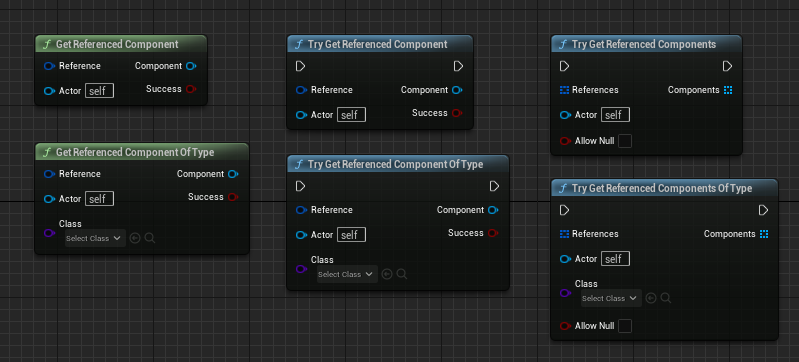 Get Referenced Component
Reference Component
Actor self Success
Get Referenced Component Of Type
Reference Component
Actor self Success
Class
Select Class
Try Get Referenced Component
Reference Component
Actor self Success
Try Get Referenced Component Of Type
Reference Component
Actor self Success
Class
Select Class
Try Get Referenced Components
References Components
Actor self
Allow Null
Try Get Referenced Components Of Type
References Components
Actor self
Class
Select Class
Allow Null